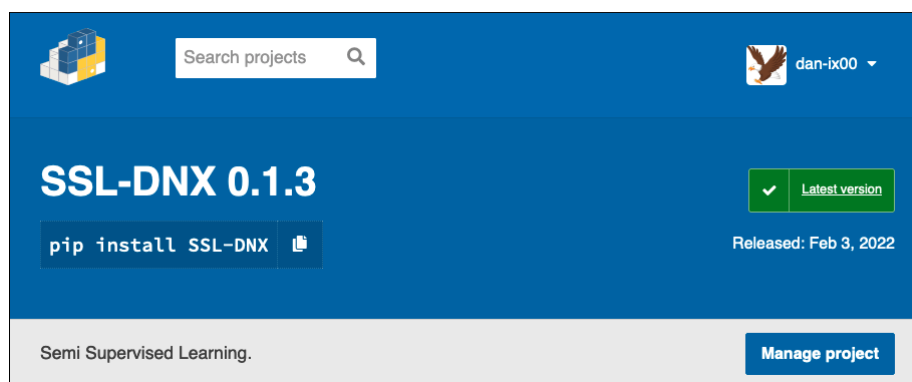 Search projects
dan-ix00
SSL-DNX 0.1.3
Latest version
pip install SSL-DNX
Released: Feb 3, 2022
Semi Supervised Learning.
Manage project